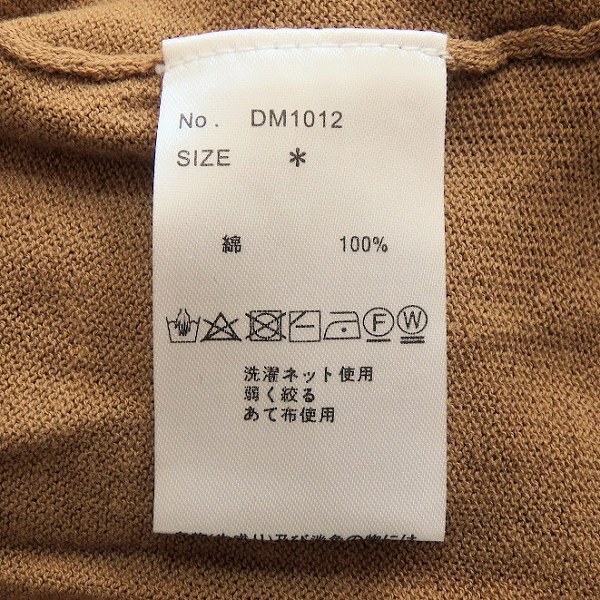 No. DM1012
SIZE *
綿 100%
F W
洗濯ネット使用
弱く絞る
あて布使用